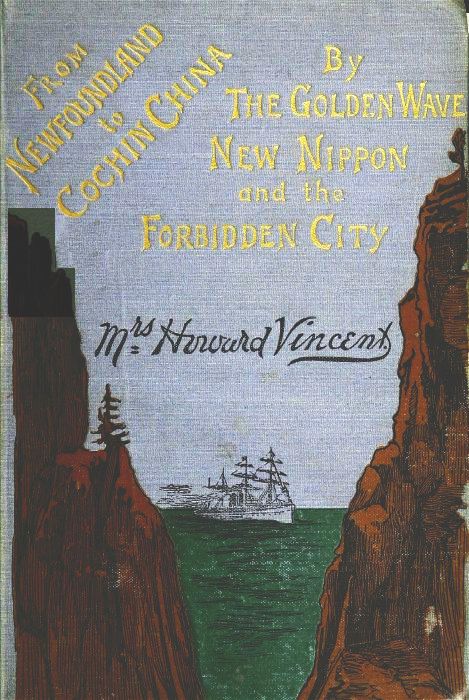 From
Newfoundland
to
Cochin China
By
The Golden Wave
New Nippon
and the
Forbidden City
Mrs Howard Vincent